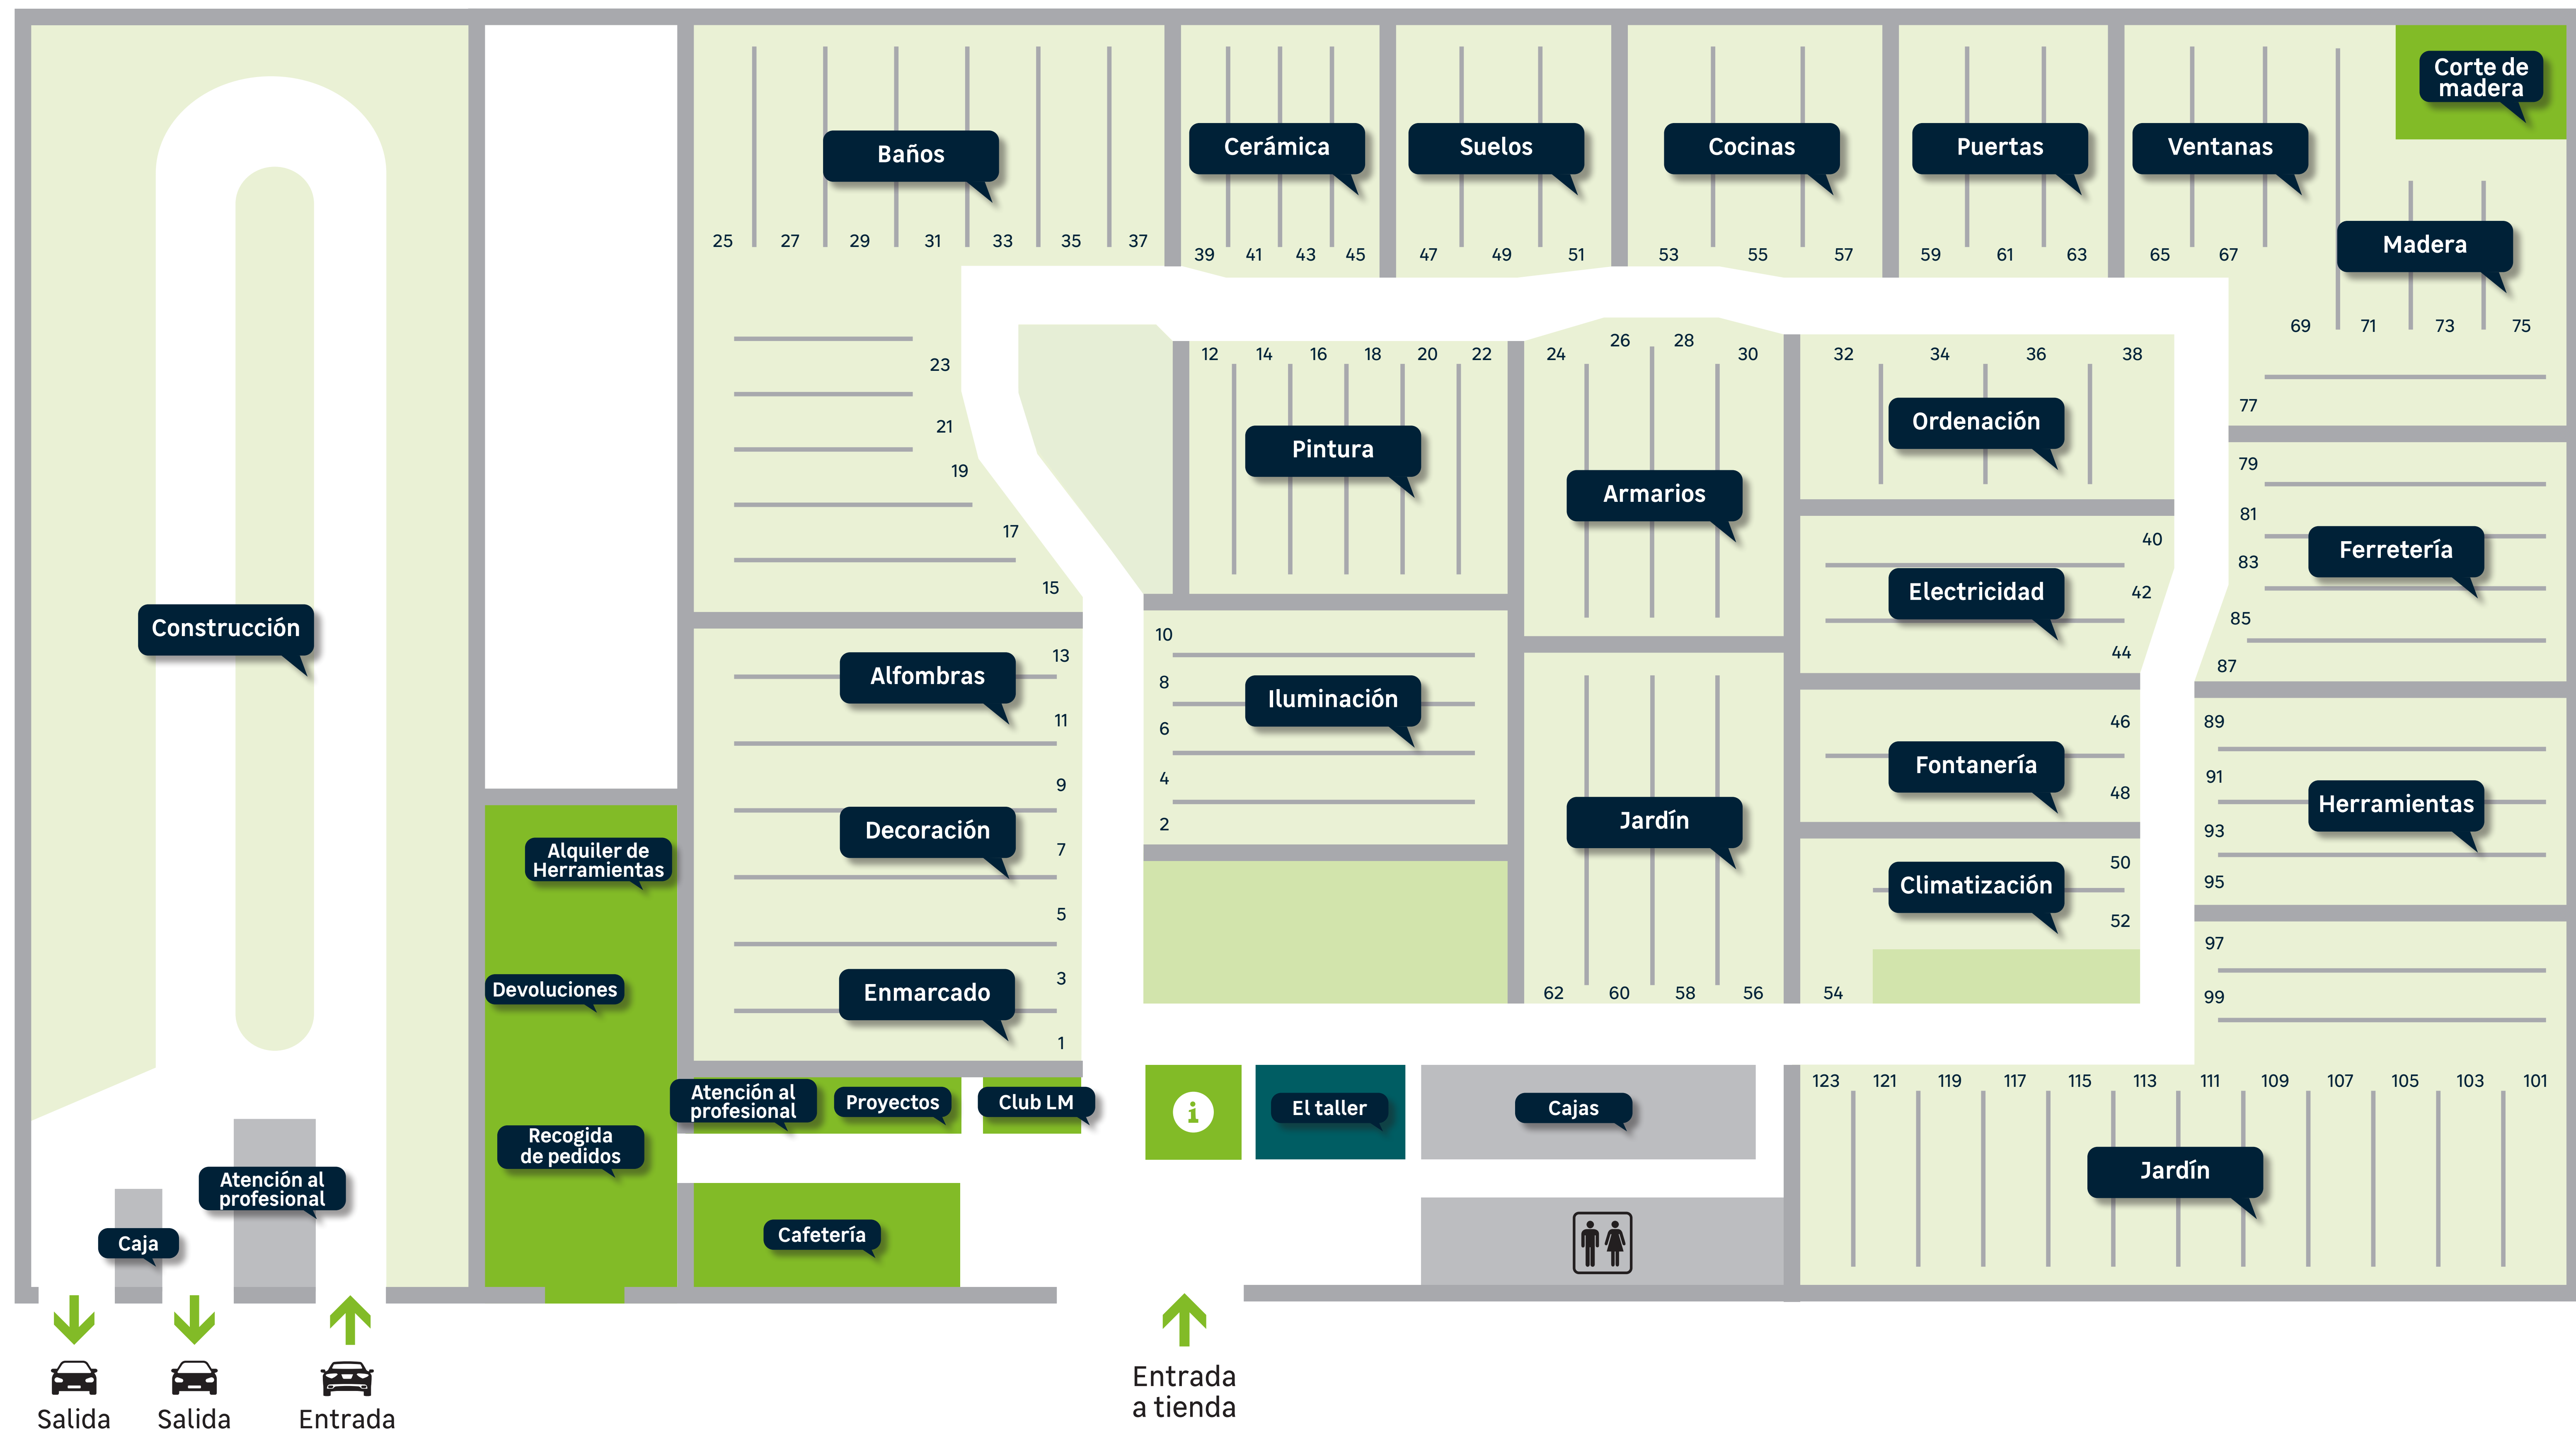 Corte de
madera
Baños
Cerámica
Suelos
Cocinas
Puertas
Ventanas
Madera
25 27 29 31 33 35 37
39 41 43 45
47 49 51
53 55 57
59 61 63
65 67
69 71 73 75
77
23
21
19
17
15
12 14 16 18 20 22
Pintura
24 26 28 30
Armarios
32 34 36 38
Ordenación
40
42
44
Electricidad
79
81
83
85
87
Ferretería
Construcción
13
11
9
7
5
3
1
Alfombras
Decoración
Enmarcado
10
8
6
4
2
Iluminación
Jardín
62 60 58 56
46
48
Fontanería
50
52
54
Climatización
89
91
93
95
Herramientas
97
99
Alquiler de
Herramientas
Devoluciones
Recogida
de pedidos
Atención al
profesional
Proyectos
Club LM
i
El taller
Cajas
123 121 119 117 115 113 111 109 107 105 103 101
Jardín
Atención al
profesional
Caja
Cafetería
Salida
Salida
Entrada
Entrada
a tienda